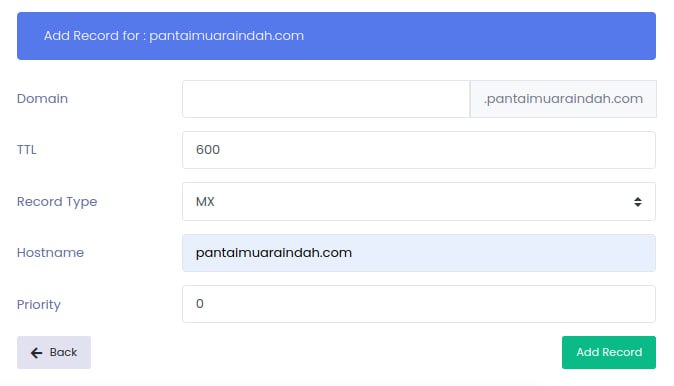 Add Record for : pantaimuaraindah.com
Domain .pantaimuaraindah.com
TTL 600
Record Type MX
Hostname pantaimuaraindah.com
Priority 0
Back Add Record